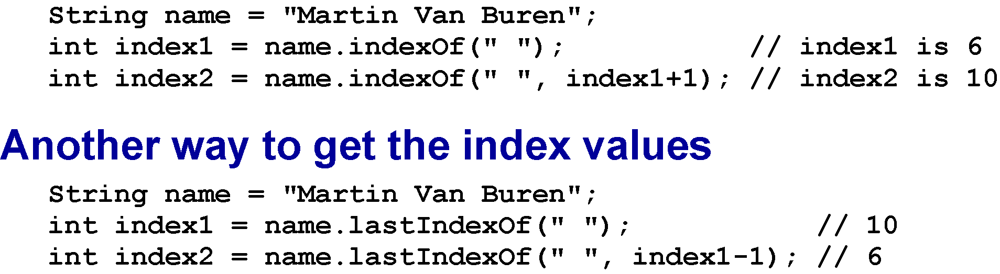 String name = "Martin Van Buren";
int index1 = name.indexOf(" ");           // index1 is 6
int index2 = name.indexOf(" ", index1+1); // index2 is 10
Another way to get the index values
String name = "Martin Van Buren";
int index1 = name.lastIndexOf(" ");           // 10
int index2 = name.lastIndexOf(" ", index1-1); // 6